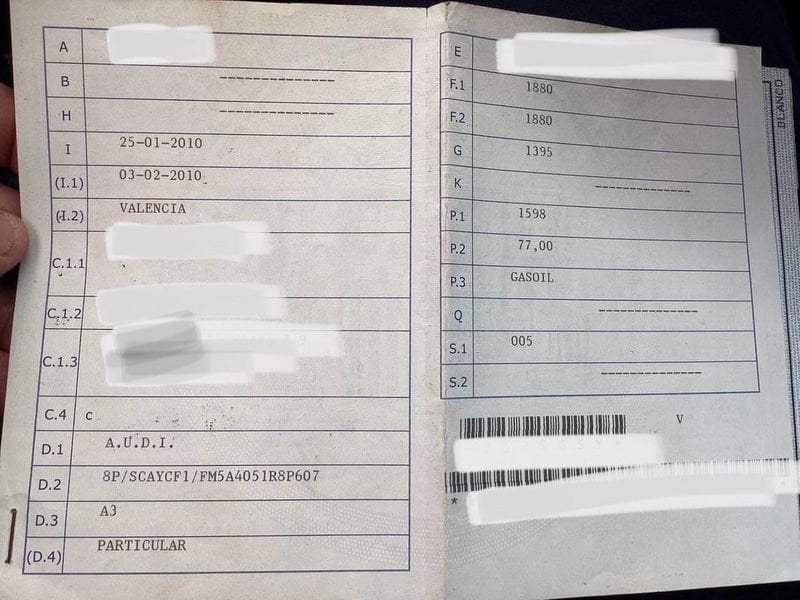 A
B --------------
H --------------
I 25-01-2010
(I.1) 03-02-2010
(I.2) VALENCIA
C.1.1
C.1.2
C.1.3
C.4 c
D.1 A.U.D.I.
D.2 8P/SCAYCF1/FM5A4051R8P607
D.3 A3
(D.4) PARTICULAR
E
F.1 1880
F.2 1880
G 1395
K --------------
P.1 1598
P.2 77,00
P.3 GASOIL
Q --------------
S.1 005
S.2 --------------
V
*
BLANCO